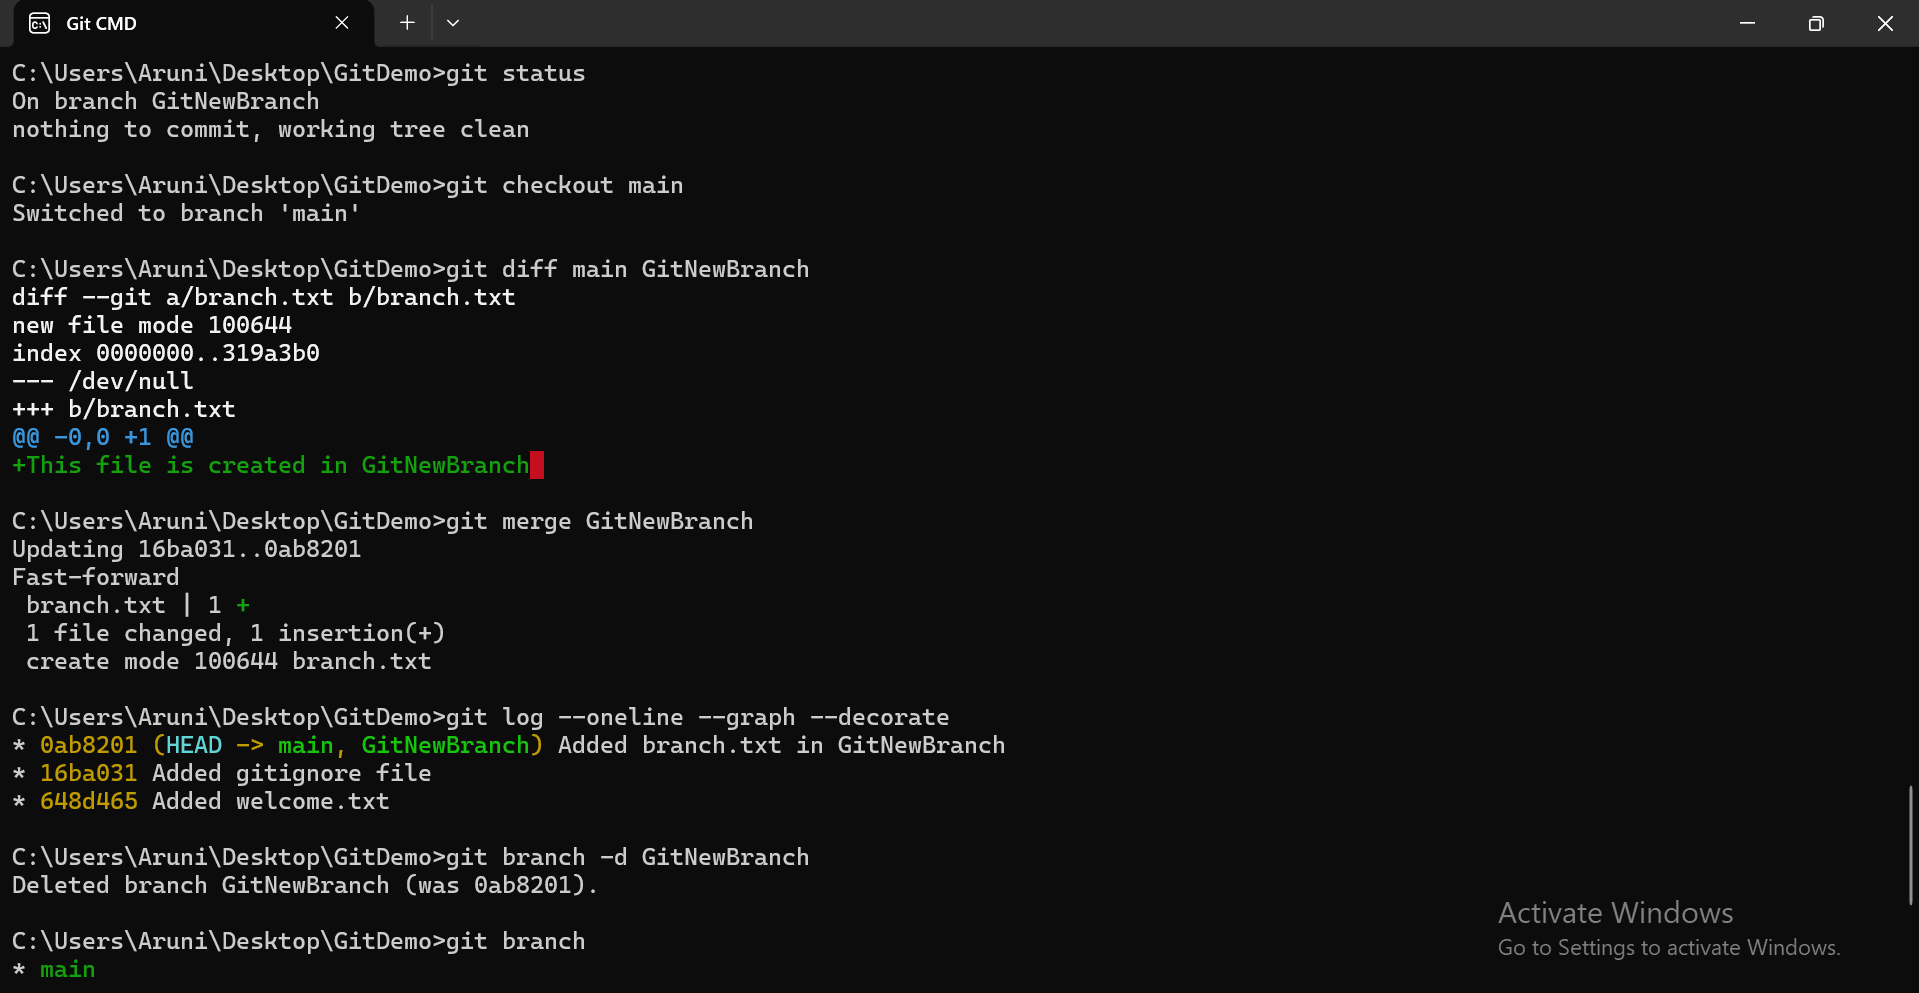 Git CMD
C:\Users\Aruni\Desktop\GitDemo>git status
On branch GitNewBranch
nothing to commit, working tree clean
C:\Users\Aruni\Desktop\GitDemo>git checkout main
Switched to branch 'main'
C:\Users\Aruni\Desktop\GitDemo>git diff main GitNewBranch
diff --git a/branch.txt b/branch.txt
new file mode 100644
index 0000000..319a3b0
--- /dev/null
+++ b/branch.txt
@@ -0,0 +1 @@
+This file is created in GitNewBranch
C:\Users\Aruni\Desktop\GitDemo>git merge GitNewBranch
Updating 16ba031..0ab8201
Fast-forward
 branch.txt | 1 +
 1 file changed, 1 insertion(+)
 create mode 100644 branch.txt
C:\Users\Aruni\Desktop\GitDemo>git log --oneline --graph --decorate
* 0ab8201 (HEAD -> main, GitNewBranch) Added branch.txt in GitNewBranch
* 16ba031 Added gitignore file
* 648d465 Added welcome.txt
C:\Users\Aruni\Desktop\GitDemo>git branch -d GitNewBranch
Deleted branch GitNewBranch (was 0ab8201).
C:\Users\Aruni\Desktop\GitDemo>git branch
* main
Activate Windows
Go to Settings to activate Windows.